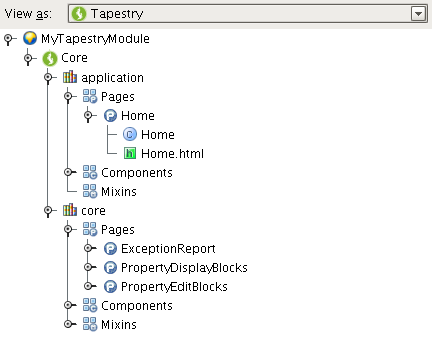 View as: Tapestry
MyTapestryModule
Core
application
Pages
P Home
C Home
h Home.html
Components
Mixins
core
Pages
P ExceptionReport
P PropertyDisplayBlocks
P PropertyEditBlocks
Components
Mixins